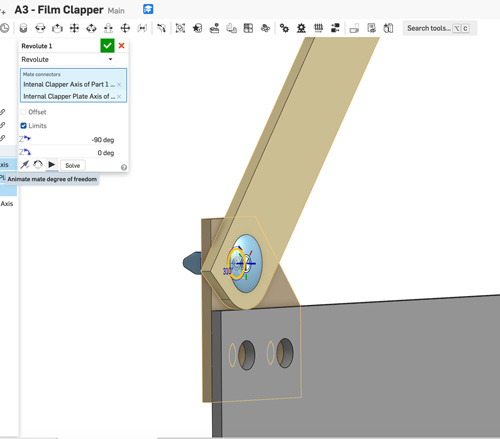 A3 - Film Clapper Main
Search tools... ⌥ C
Revolute 1
Revolute
Mate connectors
Intenal Clapper Axis of Part 1 ... ×
Internal Clapper Plate Axis of ... ×
Offset
Limits
-90 deg
0 deg
Solve
Animate mate degree of freedom
xis
Axis